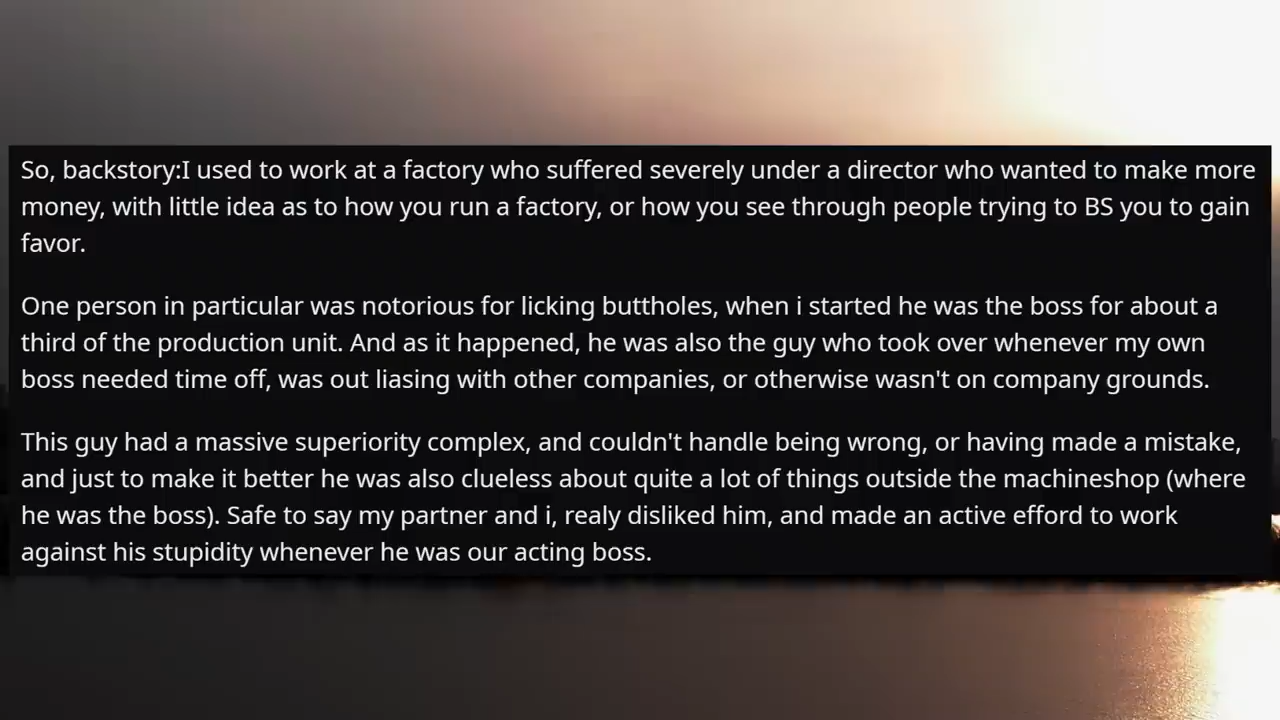 So, backstory:I used to work at a factory who suffered severely under a director who wanted to make more
money, with little idea as to how you run a factory, or how you see through people trying to BS you to gain
favor.
One person in particular was notorious for licking buttholes, when i started he was the boss for about a
third of the production unit. And as it happened, he was also the guy who took over whenever my own
boss needed time off, was out liasing with other companies, or otherwise wasn't on company grounds.
This guy had a massive superiority complex, and couldn't handle being wrong, or having made a mistake,
and just to make it better he was also clueless about quite a lot of things outside the machineshop (where
he was the boss). Safe to say my partner and i, realy disliked him, and made an active efford to work
against his stupidity whenever he was our acting boss.